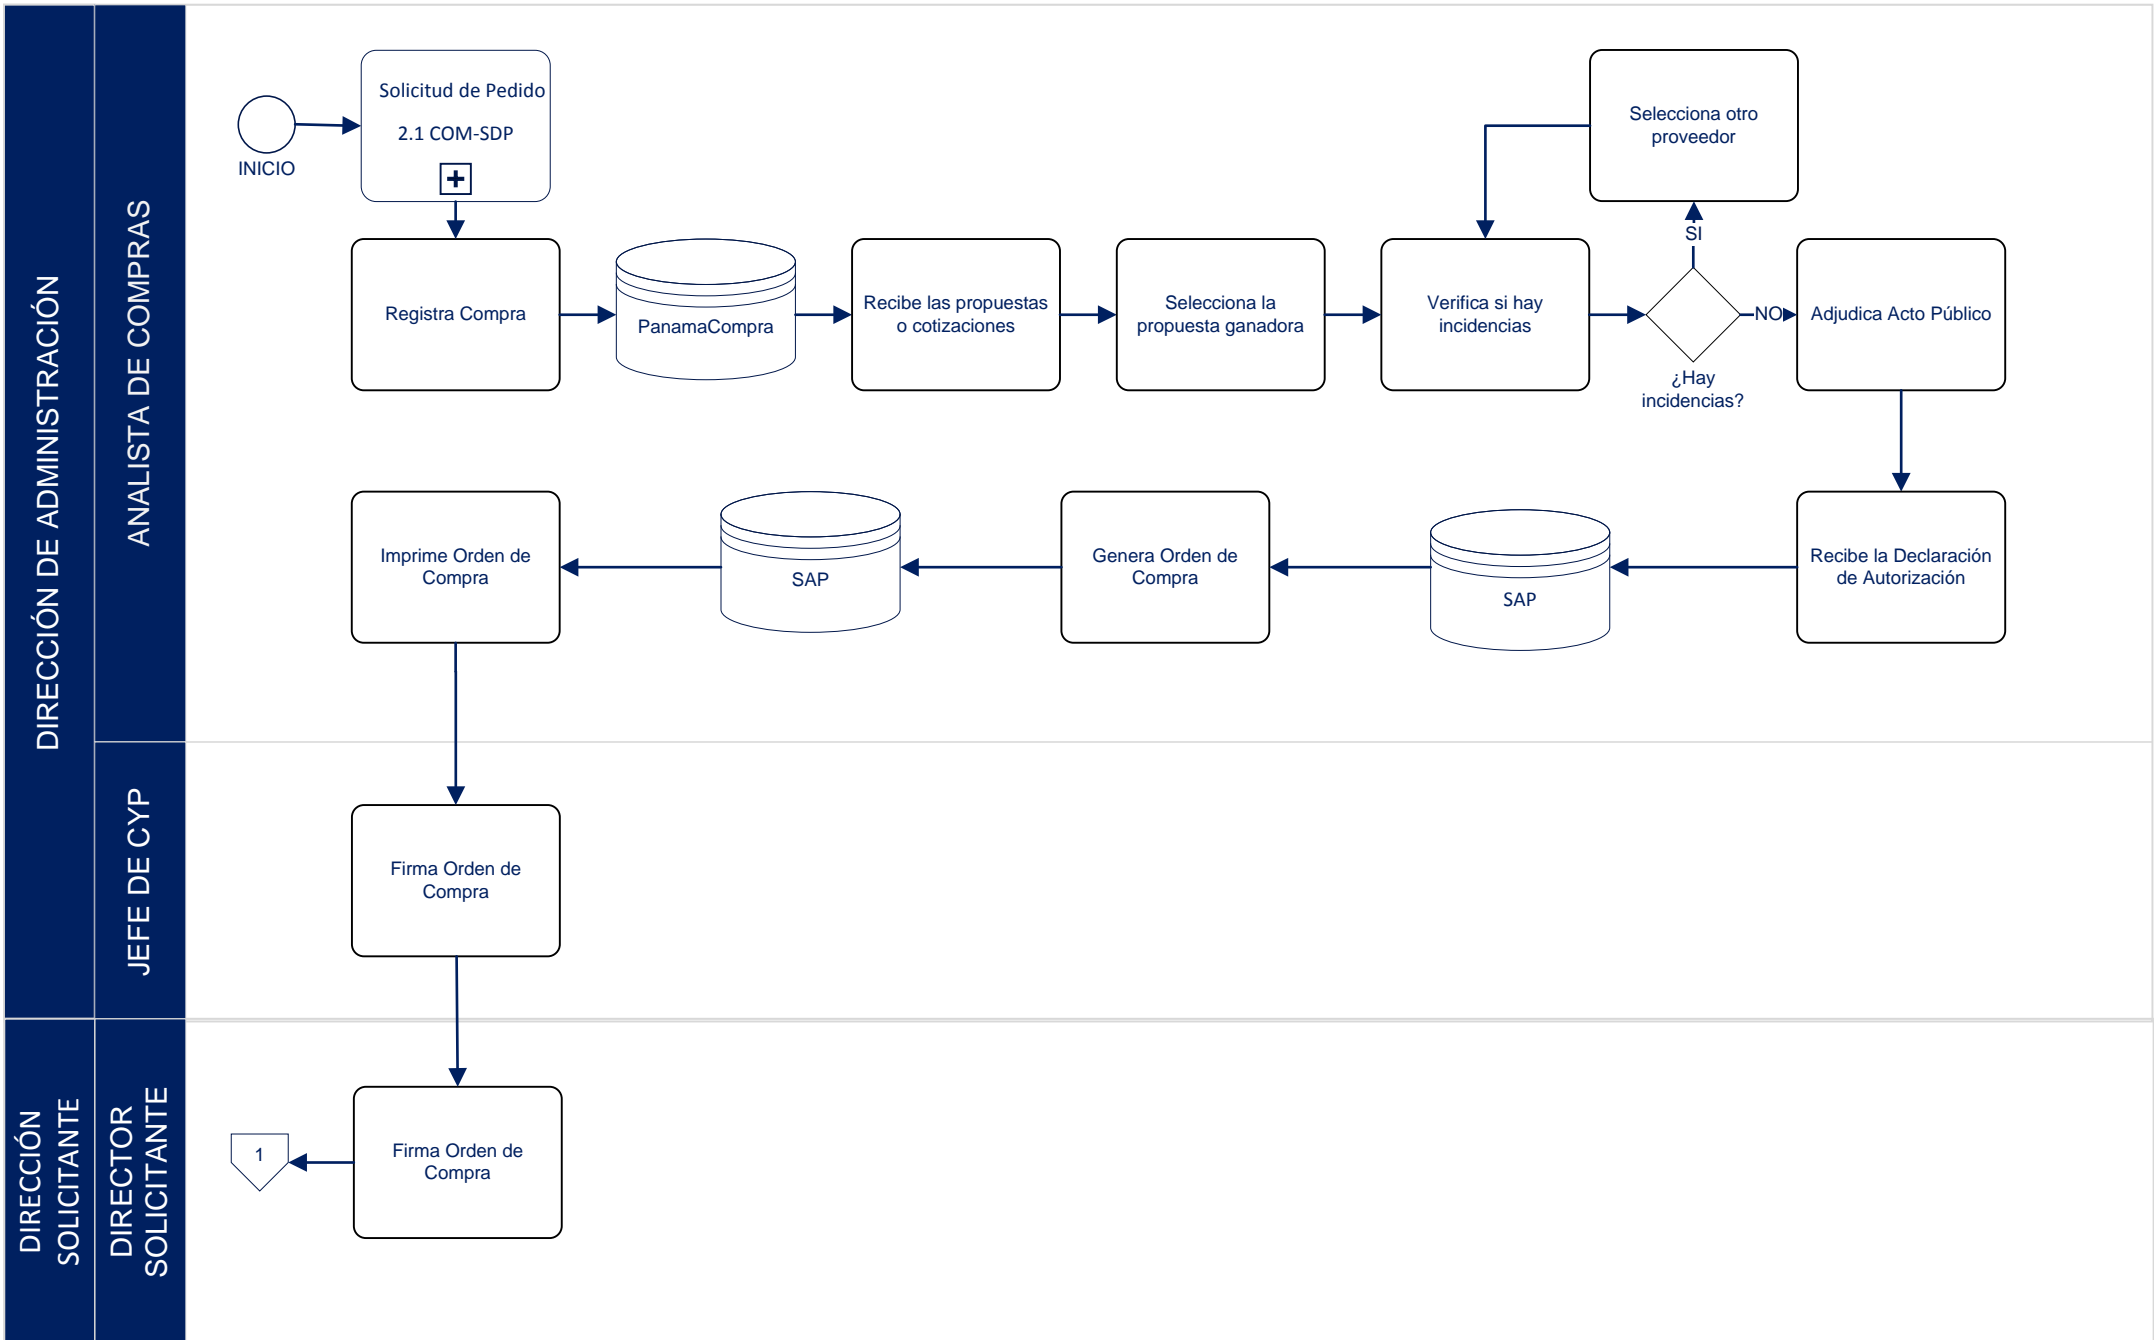 DIRECCIÓN DE ADMINISTRACIÓN
ANALISTA DE COMPRAS
INICIO
Solicitud de Pedido
2.1 COM-SDP
Registra Compra
PanamaCompra
Recibe las propuestas
o cotizaciones
Selecciona la
propuesta ganadora
Verifica si hay
incidencias
Selecciona otro
proveedor
SI
¿Hay
incidencias?
NO
Adjudica Acto Público
Recibe la Declaración
de Autorización
SAP
Genera Orden de
Compra
SAP
Imprime Orden de
Compra
JEFE DE CYP
Firma Orden de
Compra
DIRECCIÓN
SOLICITANTE
DIRECTOR
SOLICITANTE
Firma Orden de
Compra
1